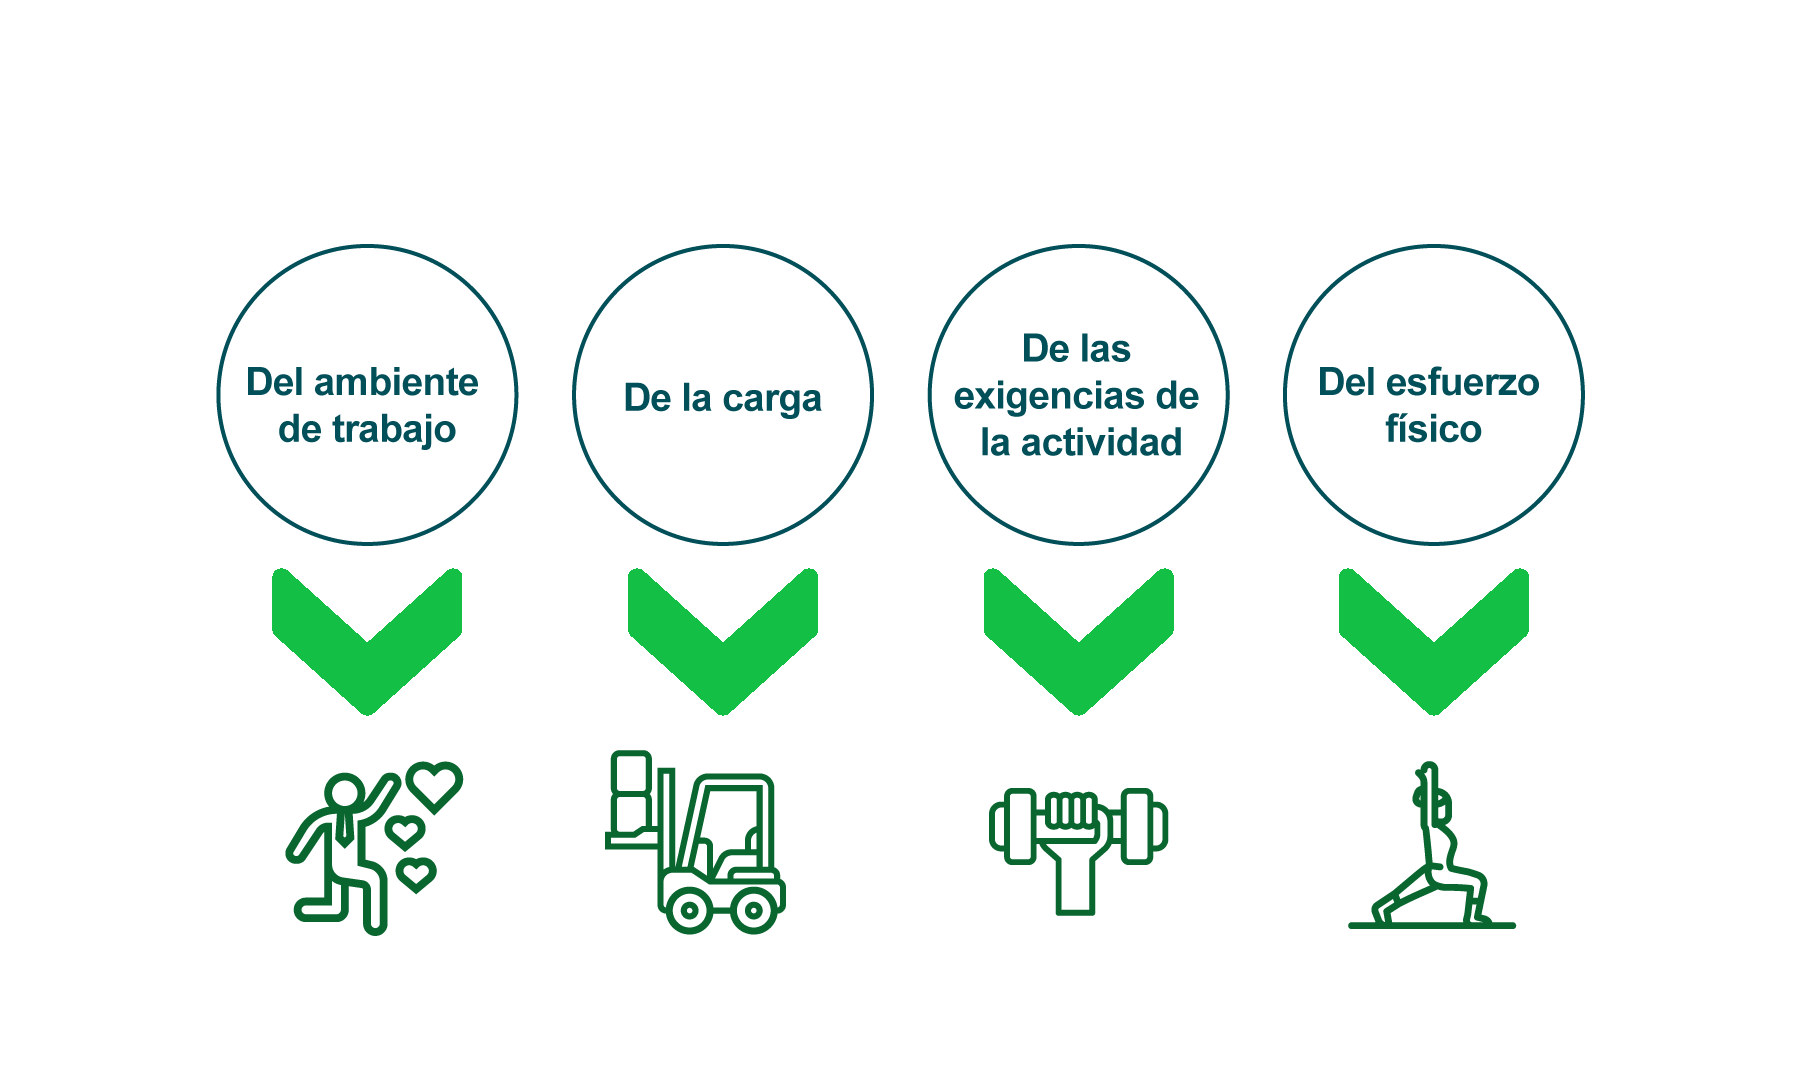 Del ambiente
de trabajo
De la carga
De las
exigencias de
la actividad
Del esfuerzo
físico